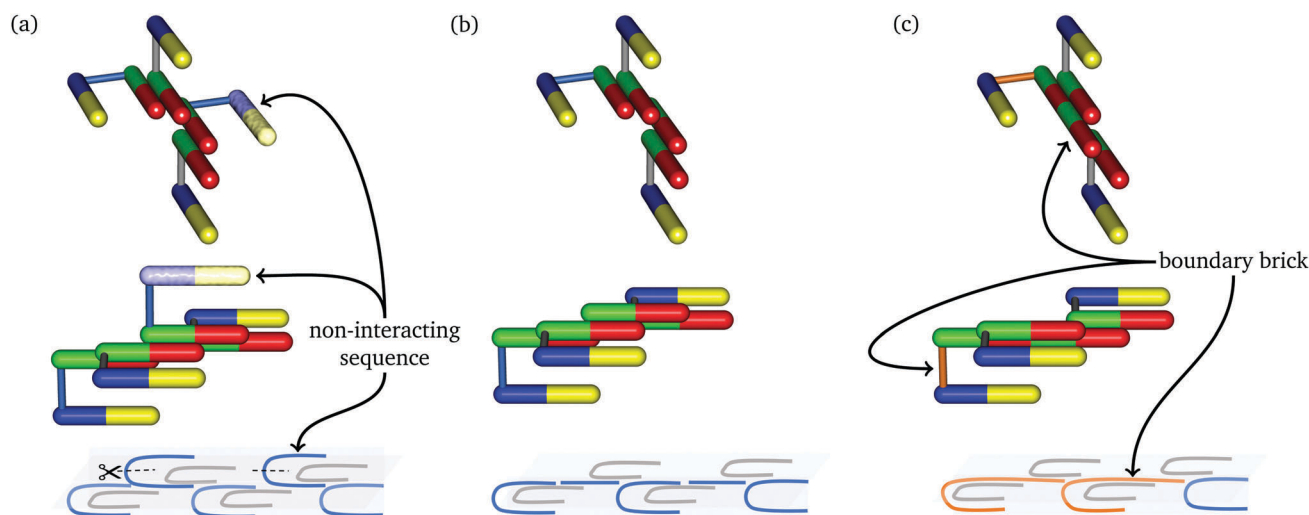 (a)
(b)
(c)
non-interacting
sequence
boundary brick